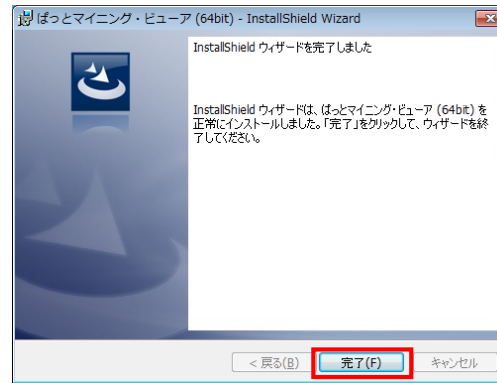 ぱっとマイニング・ビューア (64bit) - InstallShield Wizard
InstallShield ウィザードを完了しました
InstallShield ウィザードは、ぱっとマイニング・ビューア (64bit) を
正常にインストールしました。「完了」をクリックして、ウィザードを終
了してください。
< 戻る(B)
完了(F)
キャンセル